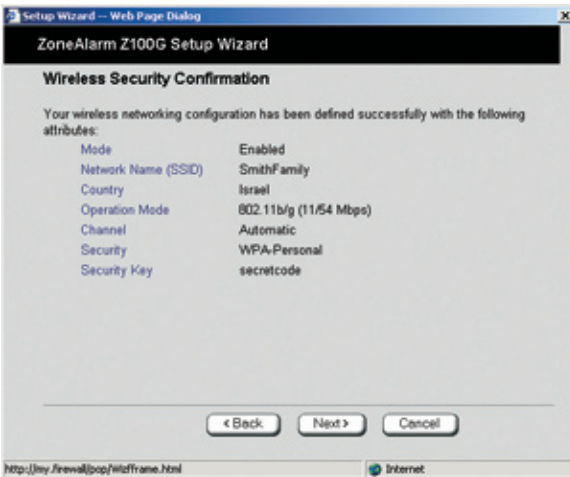 Setup Wizard -- Web Page Dialog
ZoneAlarm Z100G Setup Wizard
Wireless Security Confirmation
Your wireless networking configuration has been defined successfully with the following
attributes:
Mode Enabled
Network Name (SSID) SmithFamily
Country Israel
Operation Mode 802.11b/g (11/54 Mbps)
Channel Automatic
Security WPA-Personal
Security Key secretcode
<Back Next> Cancel
http://my.firewall/pop/WizfFrame.html Internet